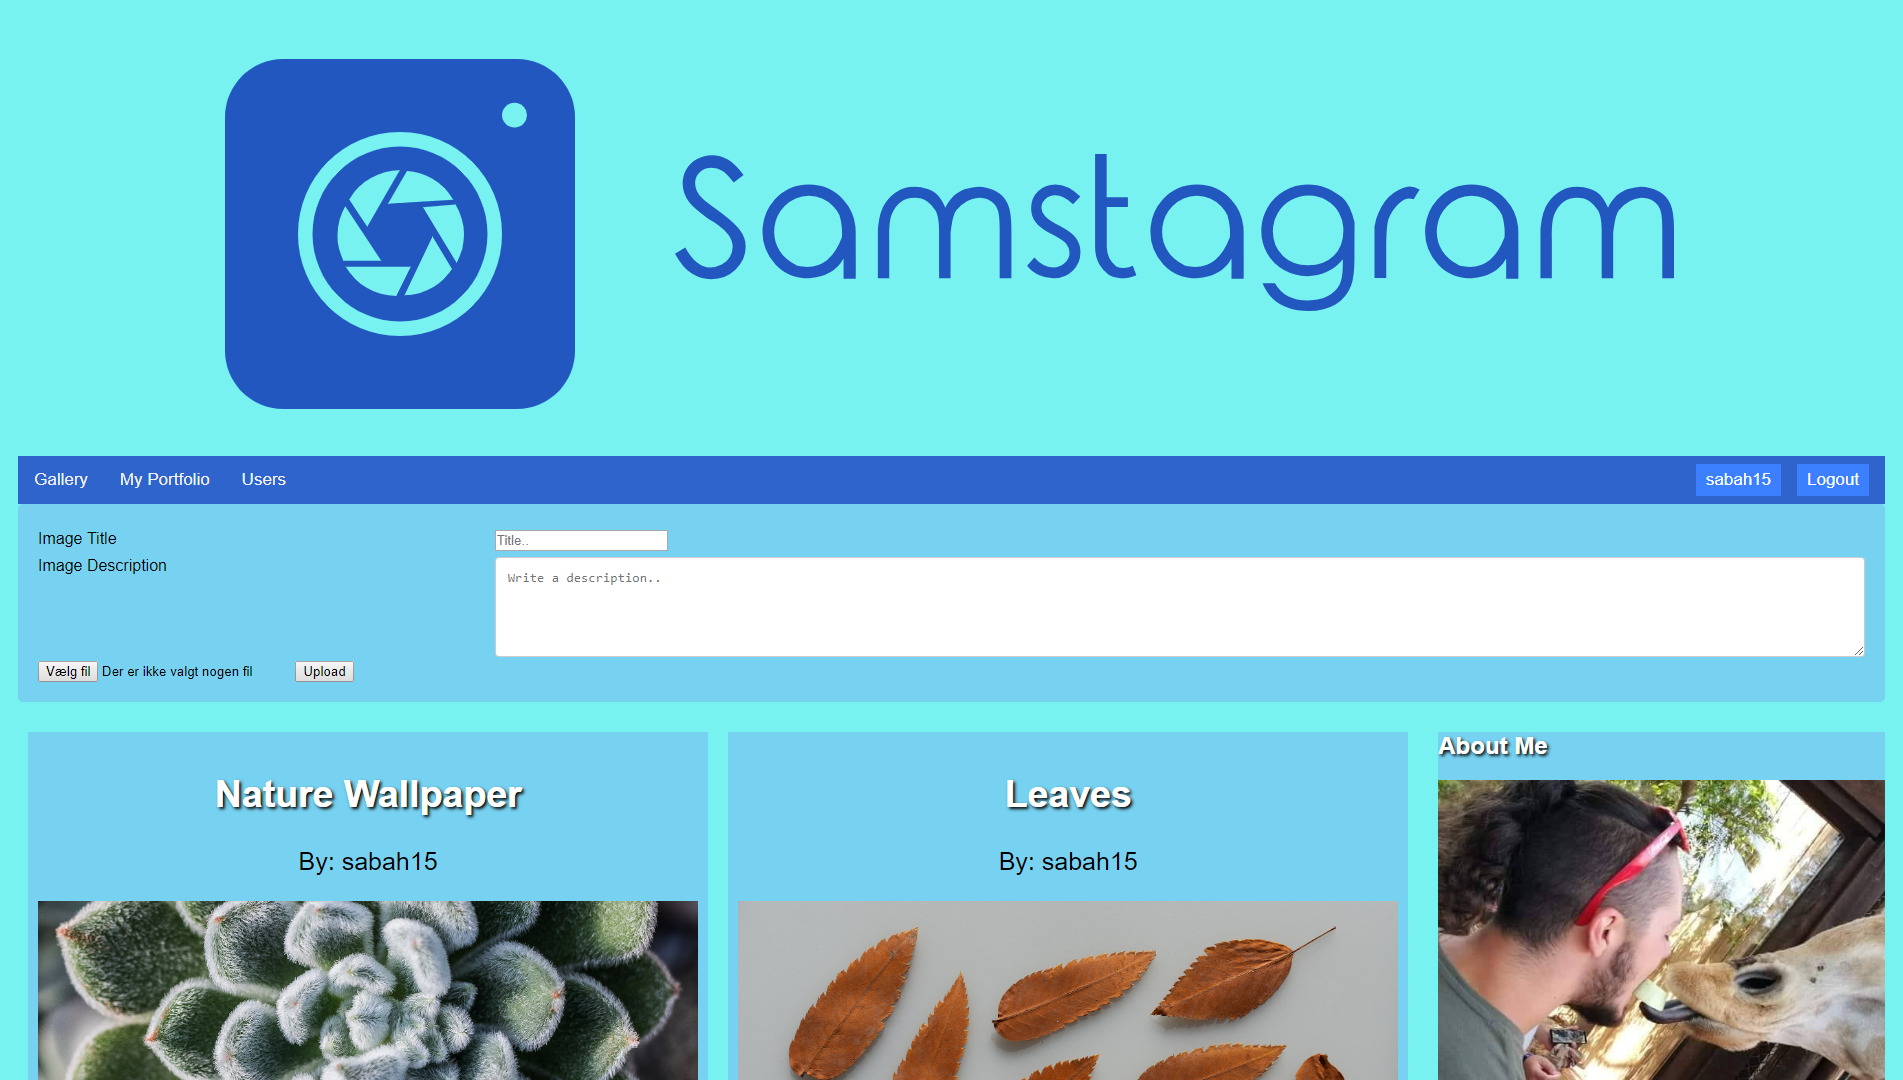 Samstagram
Gallery My Portfolio Users sabah15 Logout
Image Title Title..
Image Description Write a description..
Vælg fil Der er ikke valgt nogen fil Upload
Nature Wallpaper
By: sabah15
Leaves
By: sabah15
About Me